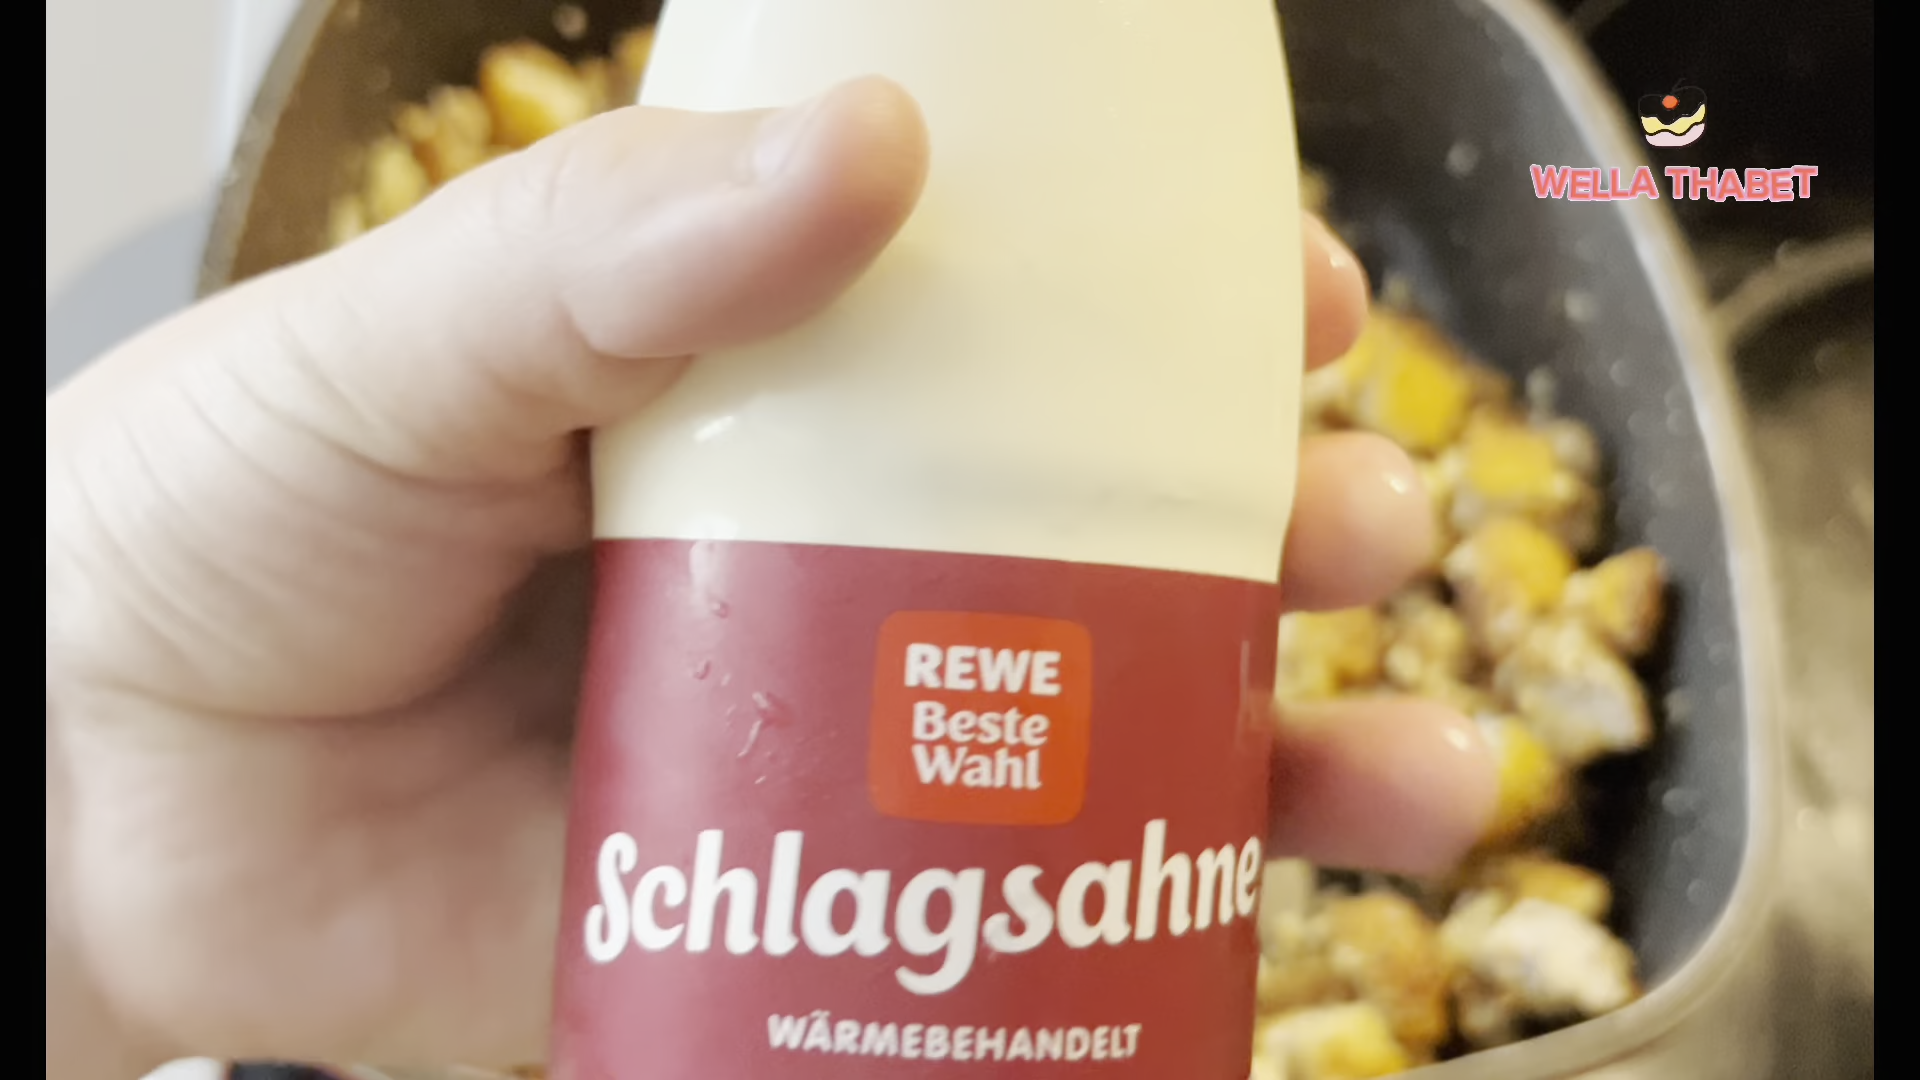 WELLA THABET
REWE
Beste
Wahl
Schlagsahne
WÄRMEBEHANDELT